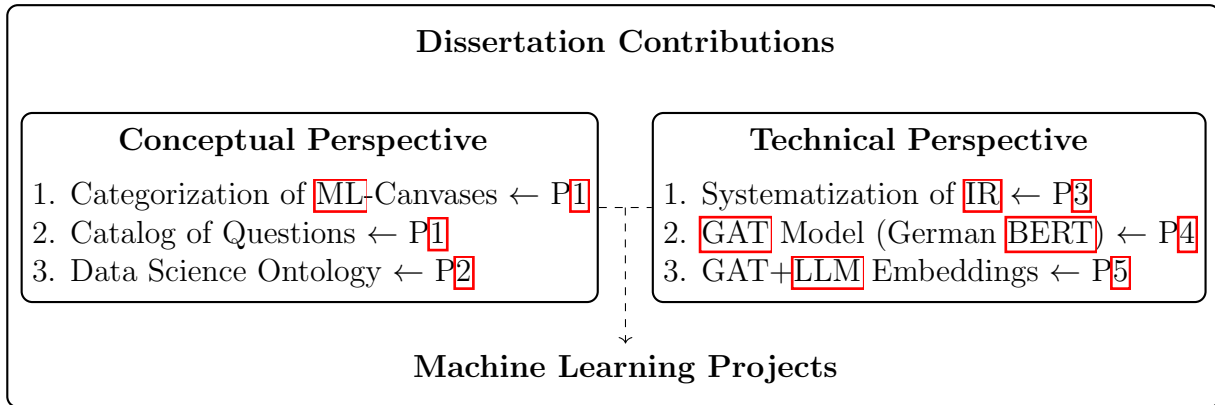 Dissertation Contributions
Conceptual Perspective
1. Categorization of ML-Canvases ← P1
2. Catalog of Questions ← P1
3. Data Science Ontology ← P2
Technical Perspective
1. Systematization of IR ← P3
2. GAT Model (German BERT) ← P4
3. GAT+LLM Embeddings ← P5
Machine Learning Projects